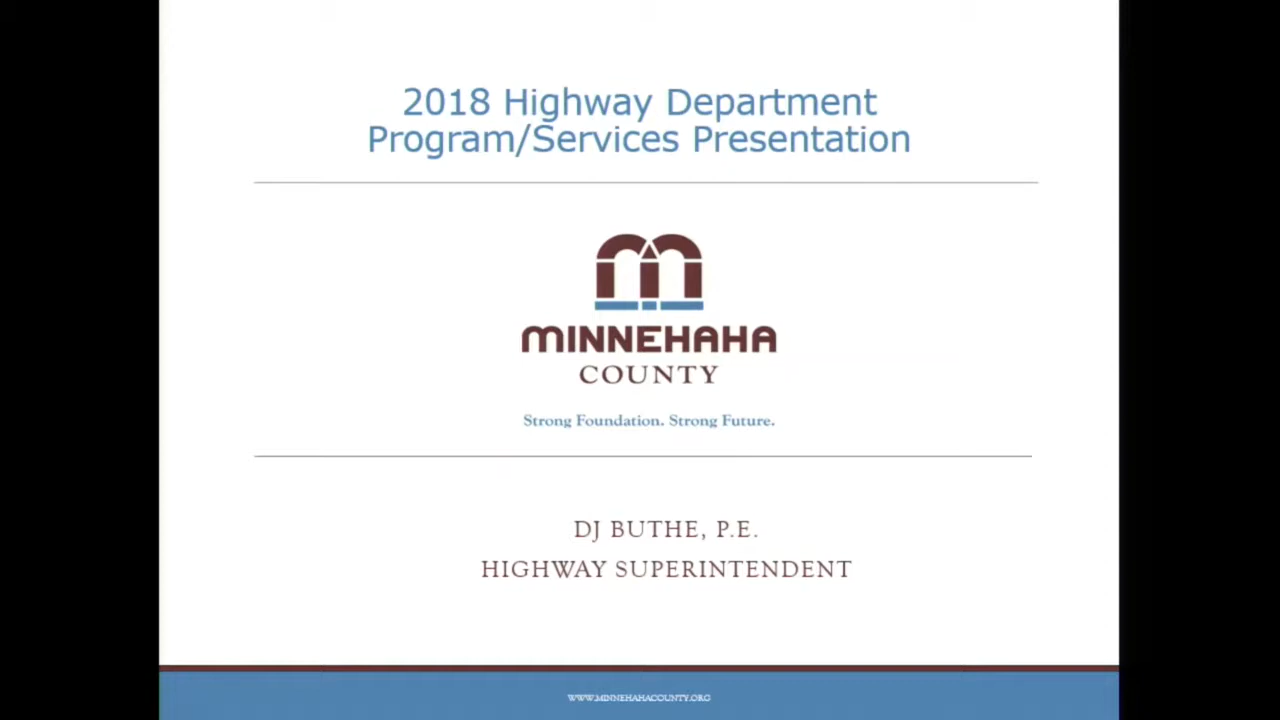 2018 Highway Department
Program/Services Presentation
MINNEHAHA
COUNTY
Strong Foundation. Strong Future.
DJ BUTHE, P.E.
HIGHWAY SUPERINTENDENT
WWW.MINNEHAHACOUNTY.ORG